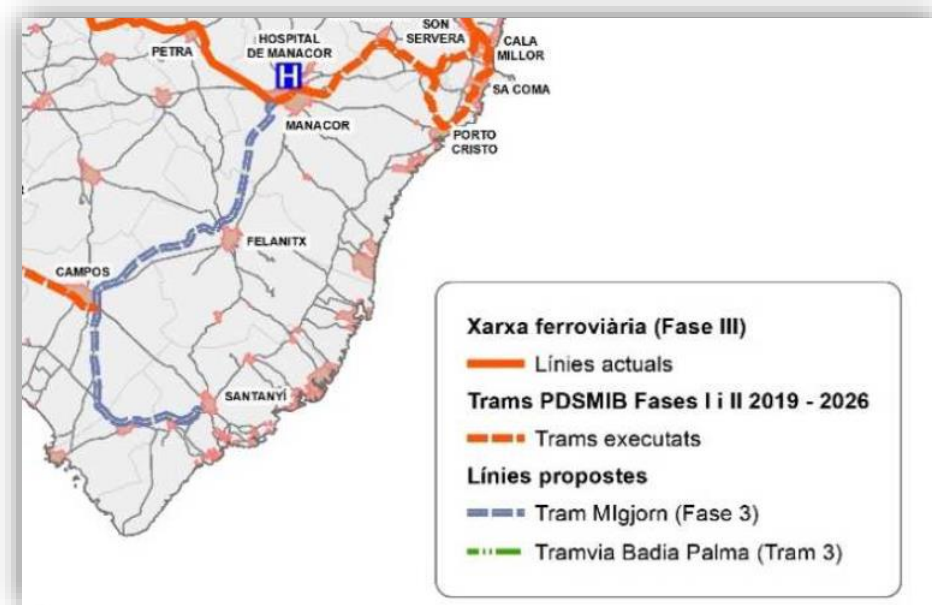 SON
SERVERA
CALA
MILLOR
HOSPITAL
DE MANACOR
PETRA
H
SA COMA
MANACOR
PORTO
CRISTO
FELANITX
CAMPOS
SANTANYÍ
Xarxa ferroviària (Fase III)
Línies actuals
Trams PDSMIB Fases I i II 2019 - 2026
Trams executats
Línies propostes
Tram MIgjorn (Fase 3)
Tramvia Badia Palma (Tram 3)